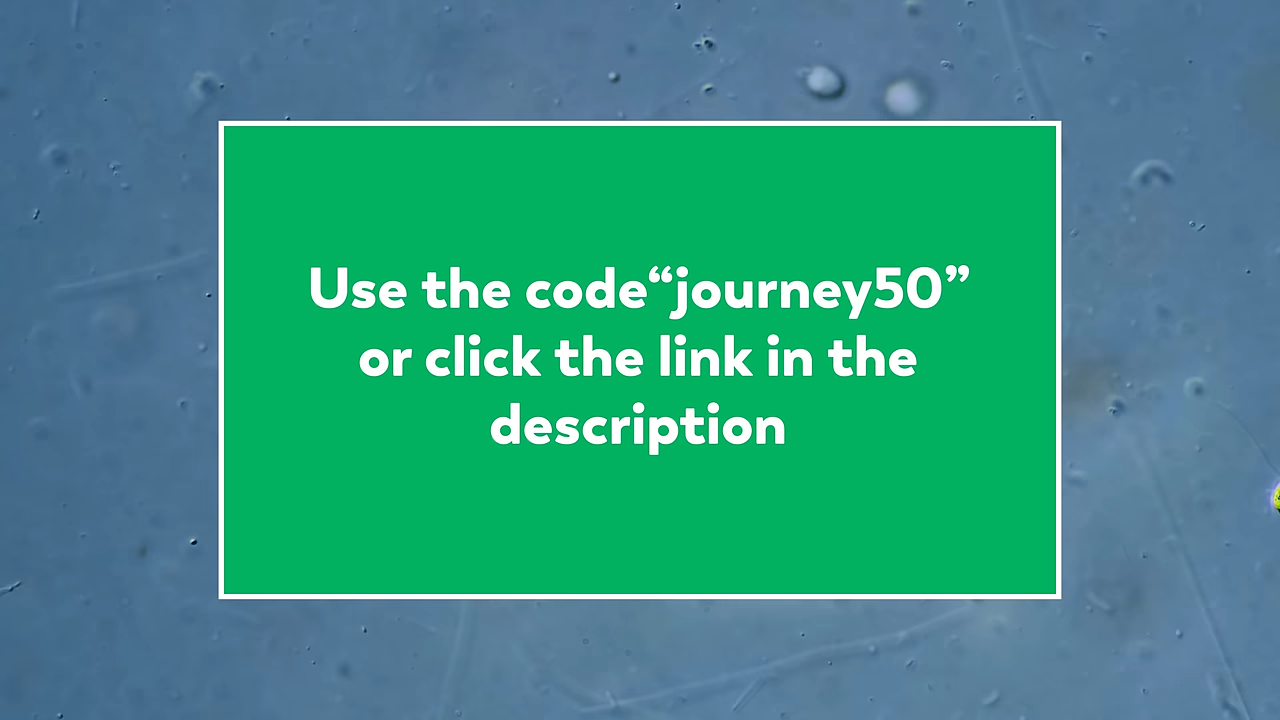 Use the code“journey50”
or click the link in the
description